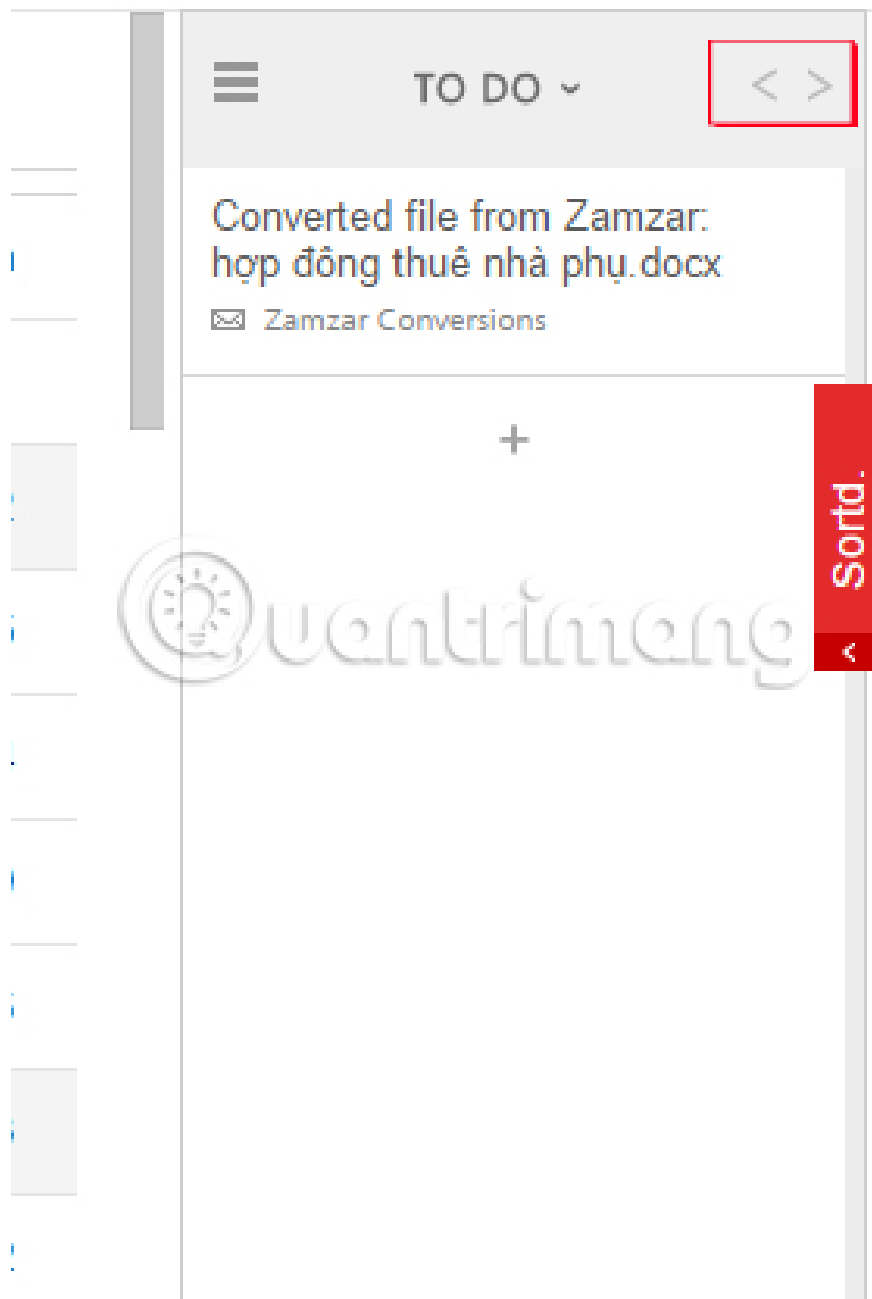 TO DO
< >
Converted file from Zamzar:
hợp đông thuê nhà phụ.docx
Zamzar Conversions
+
Sortd.
<
Quantrimang